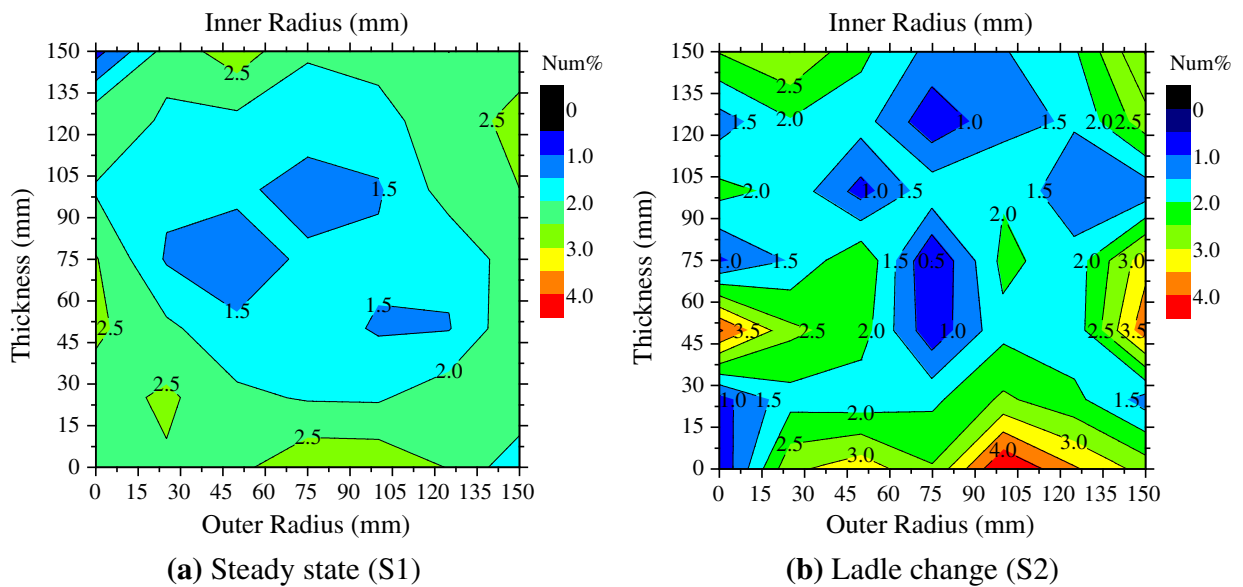 Inner Radius (mm)
150
135
120
105
90
75
60
45
30
15
0
Thickness (mm)
0 15 30 45 60 75 90 105 120 135 150
Outer Radius (mm)
2.5
2.5
1.5
1.5
1.5
2.5
2.5
2.0
2.5
Num%
0
1.0
2.0
3.0
4.0
(a) Steady state (S1)
Inner Radius (mm)
150
135
120
105
90
75
60
45
30
15
0
Thickness (mm)
0 15 30 45 60 75 90 105 120 135 150
Outer Radius (mm)
2.5
1.5 2.0 1.0 1.5 2.0 2.5
2.0 1.0 1.5 1.5
2.0
1.0 1.5 1.5 0.5 2.0 3.0
3.5 2.5 2.0 1.0 2.5 3.5
1.0 1.5 2.0 1.5
2.5 3.0 4.0 3.0
Num%
0
1.0
2.0
3.0
4.0
(b) Ladle change (S2)